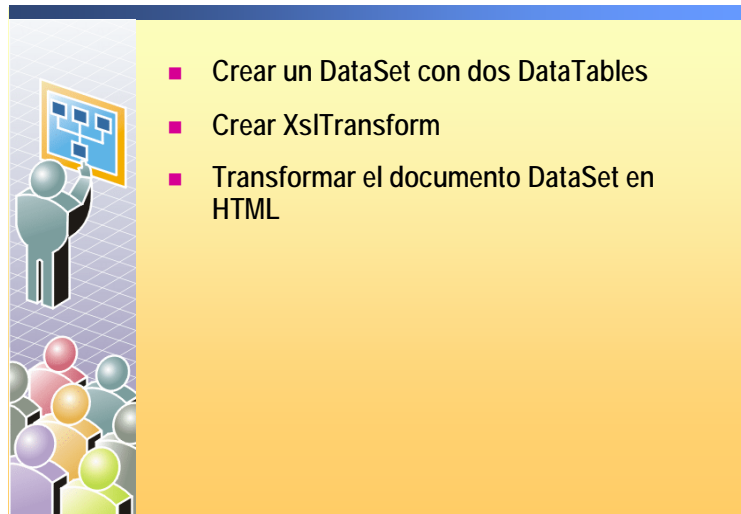 Crear un DataSet con dos DataTables
Crear XslTransform
Transformar el documento DataSet en
HTML